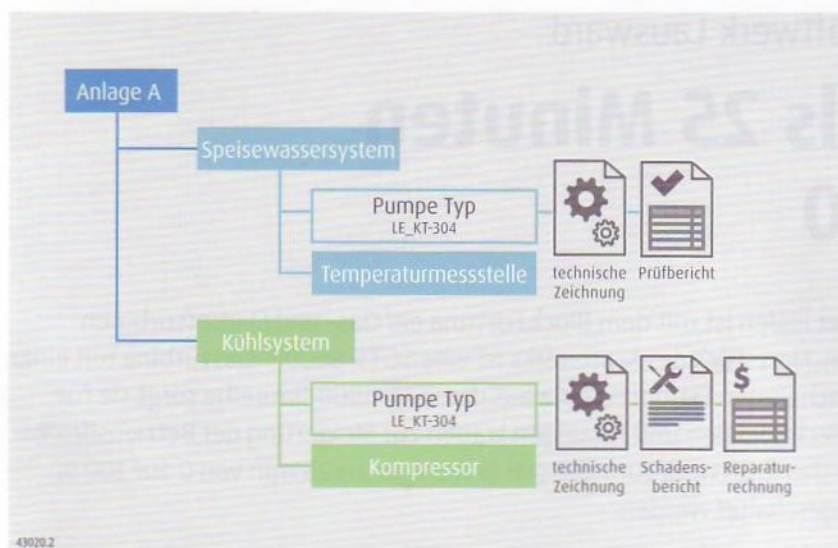 Anlage A
Speisewassersystem
Pumpe Typ
LE_KT-304
Temperaturmessstelle
technische
Zeichnung
Prüfbericht
Kühlsystem
Pumpe Typ
LE_KT-304
Kompressor
technische
Zeichnung
Schadens-
bericht
Reparatur-
rechnung
43020.2